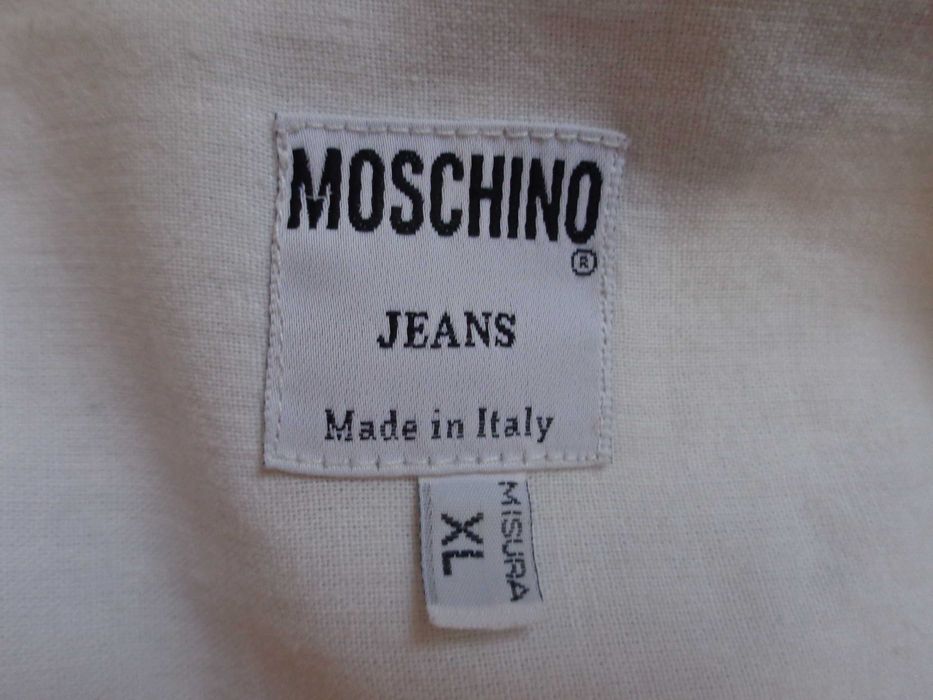 MOSCHINO
®
JEANS
Made in Italy
MISURA
XL